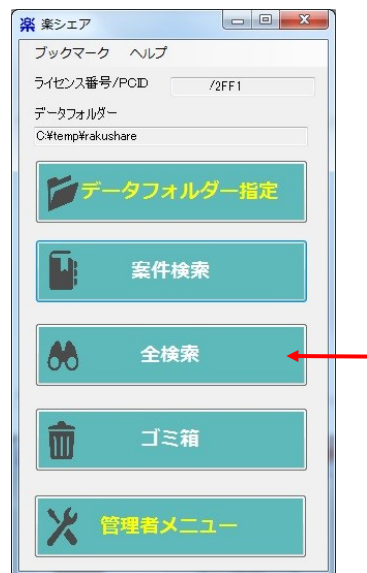 楽 楽シェア
ブックマーク ヘルプ
ライセンス番号/PCID /2FF1
データフォルダー
C:¥temp¥rakushare
データフォルダー指定
案件検索
全検索
ゴミ箱
管理者メニュー